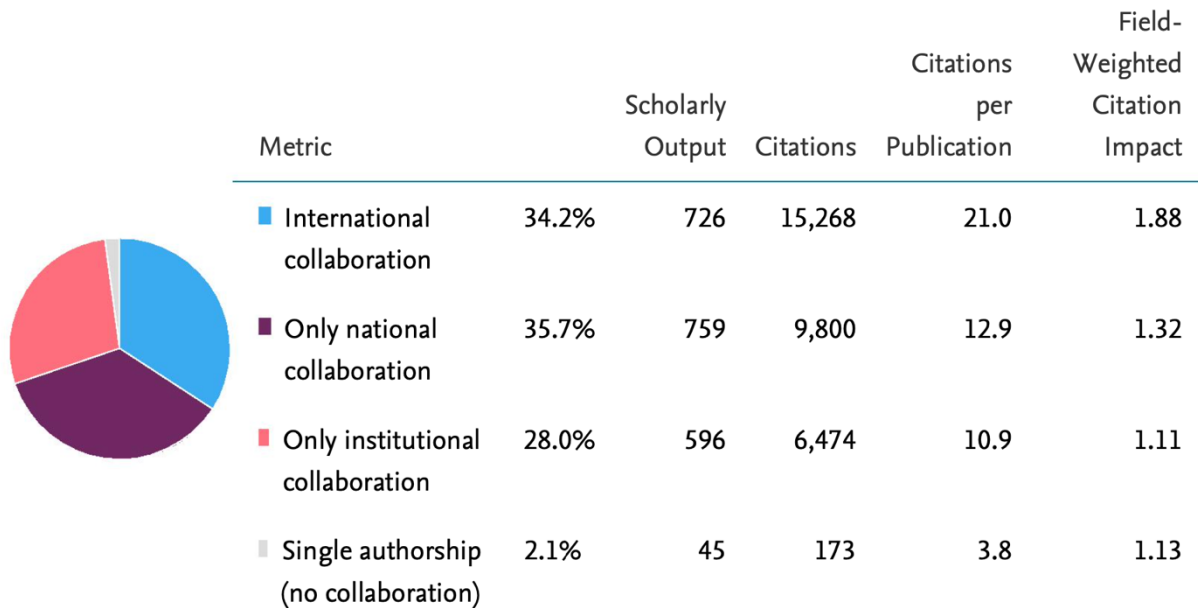 Field-
Citations Weighted
Scholarly per Citation
Metric Output Citations Publication Impact
International 34.2% 726 15,268 21.0 1.88
collaboration
Only national 35.7% 759 9,800 12.9 1.32
collaboration
Only institutional 28.0% 596 6,474 10.9 1.11
collaboration
Single authorship 2.1% 45 173 3.8 1.13
(no collaboration)